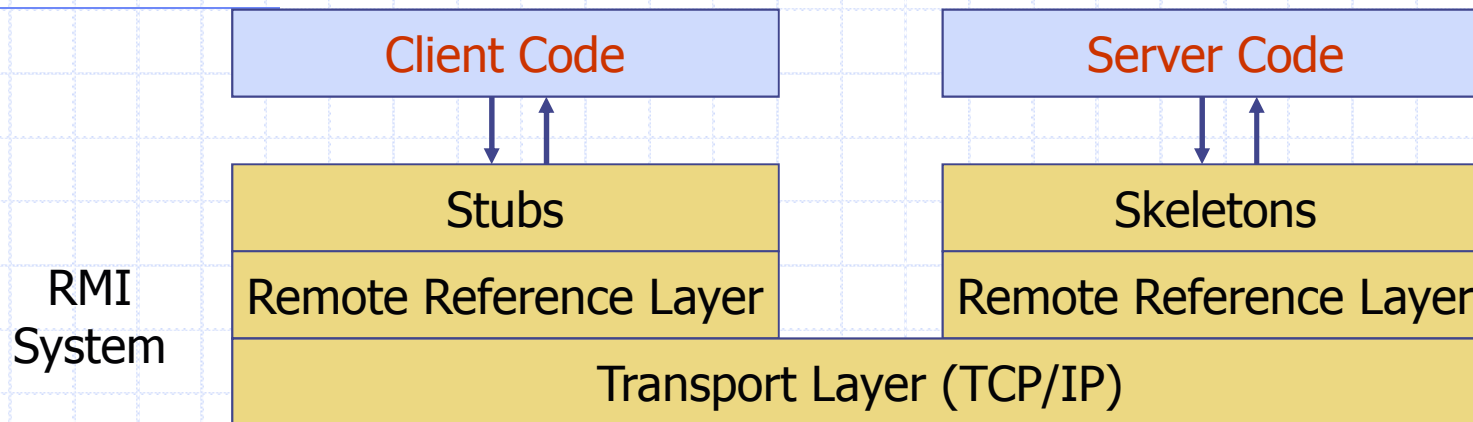 Client Code
Server Code
Stubs
Skeletons
RMI
System
Remote Reference Layer
Remote Reference Layer
Transport Layer (TCP/IP)